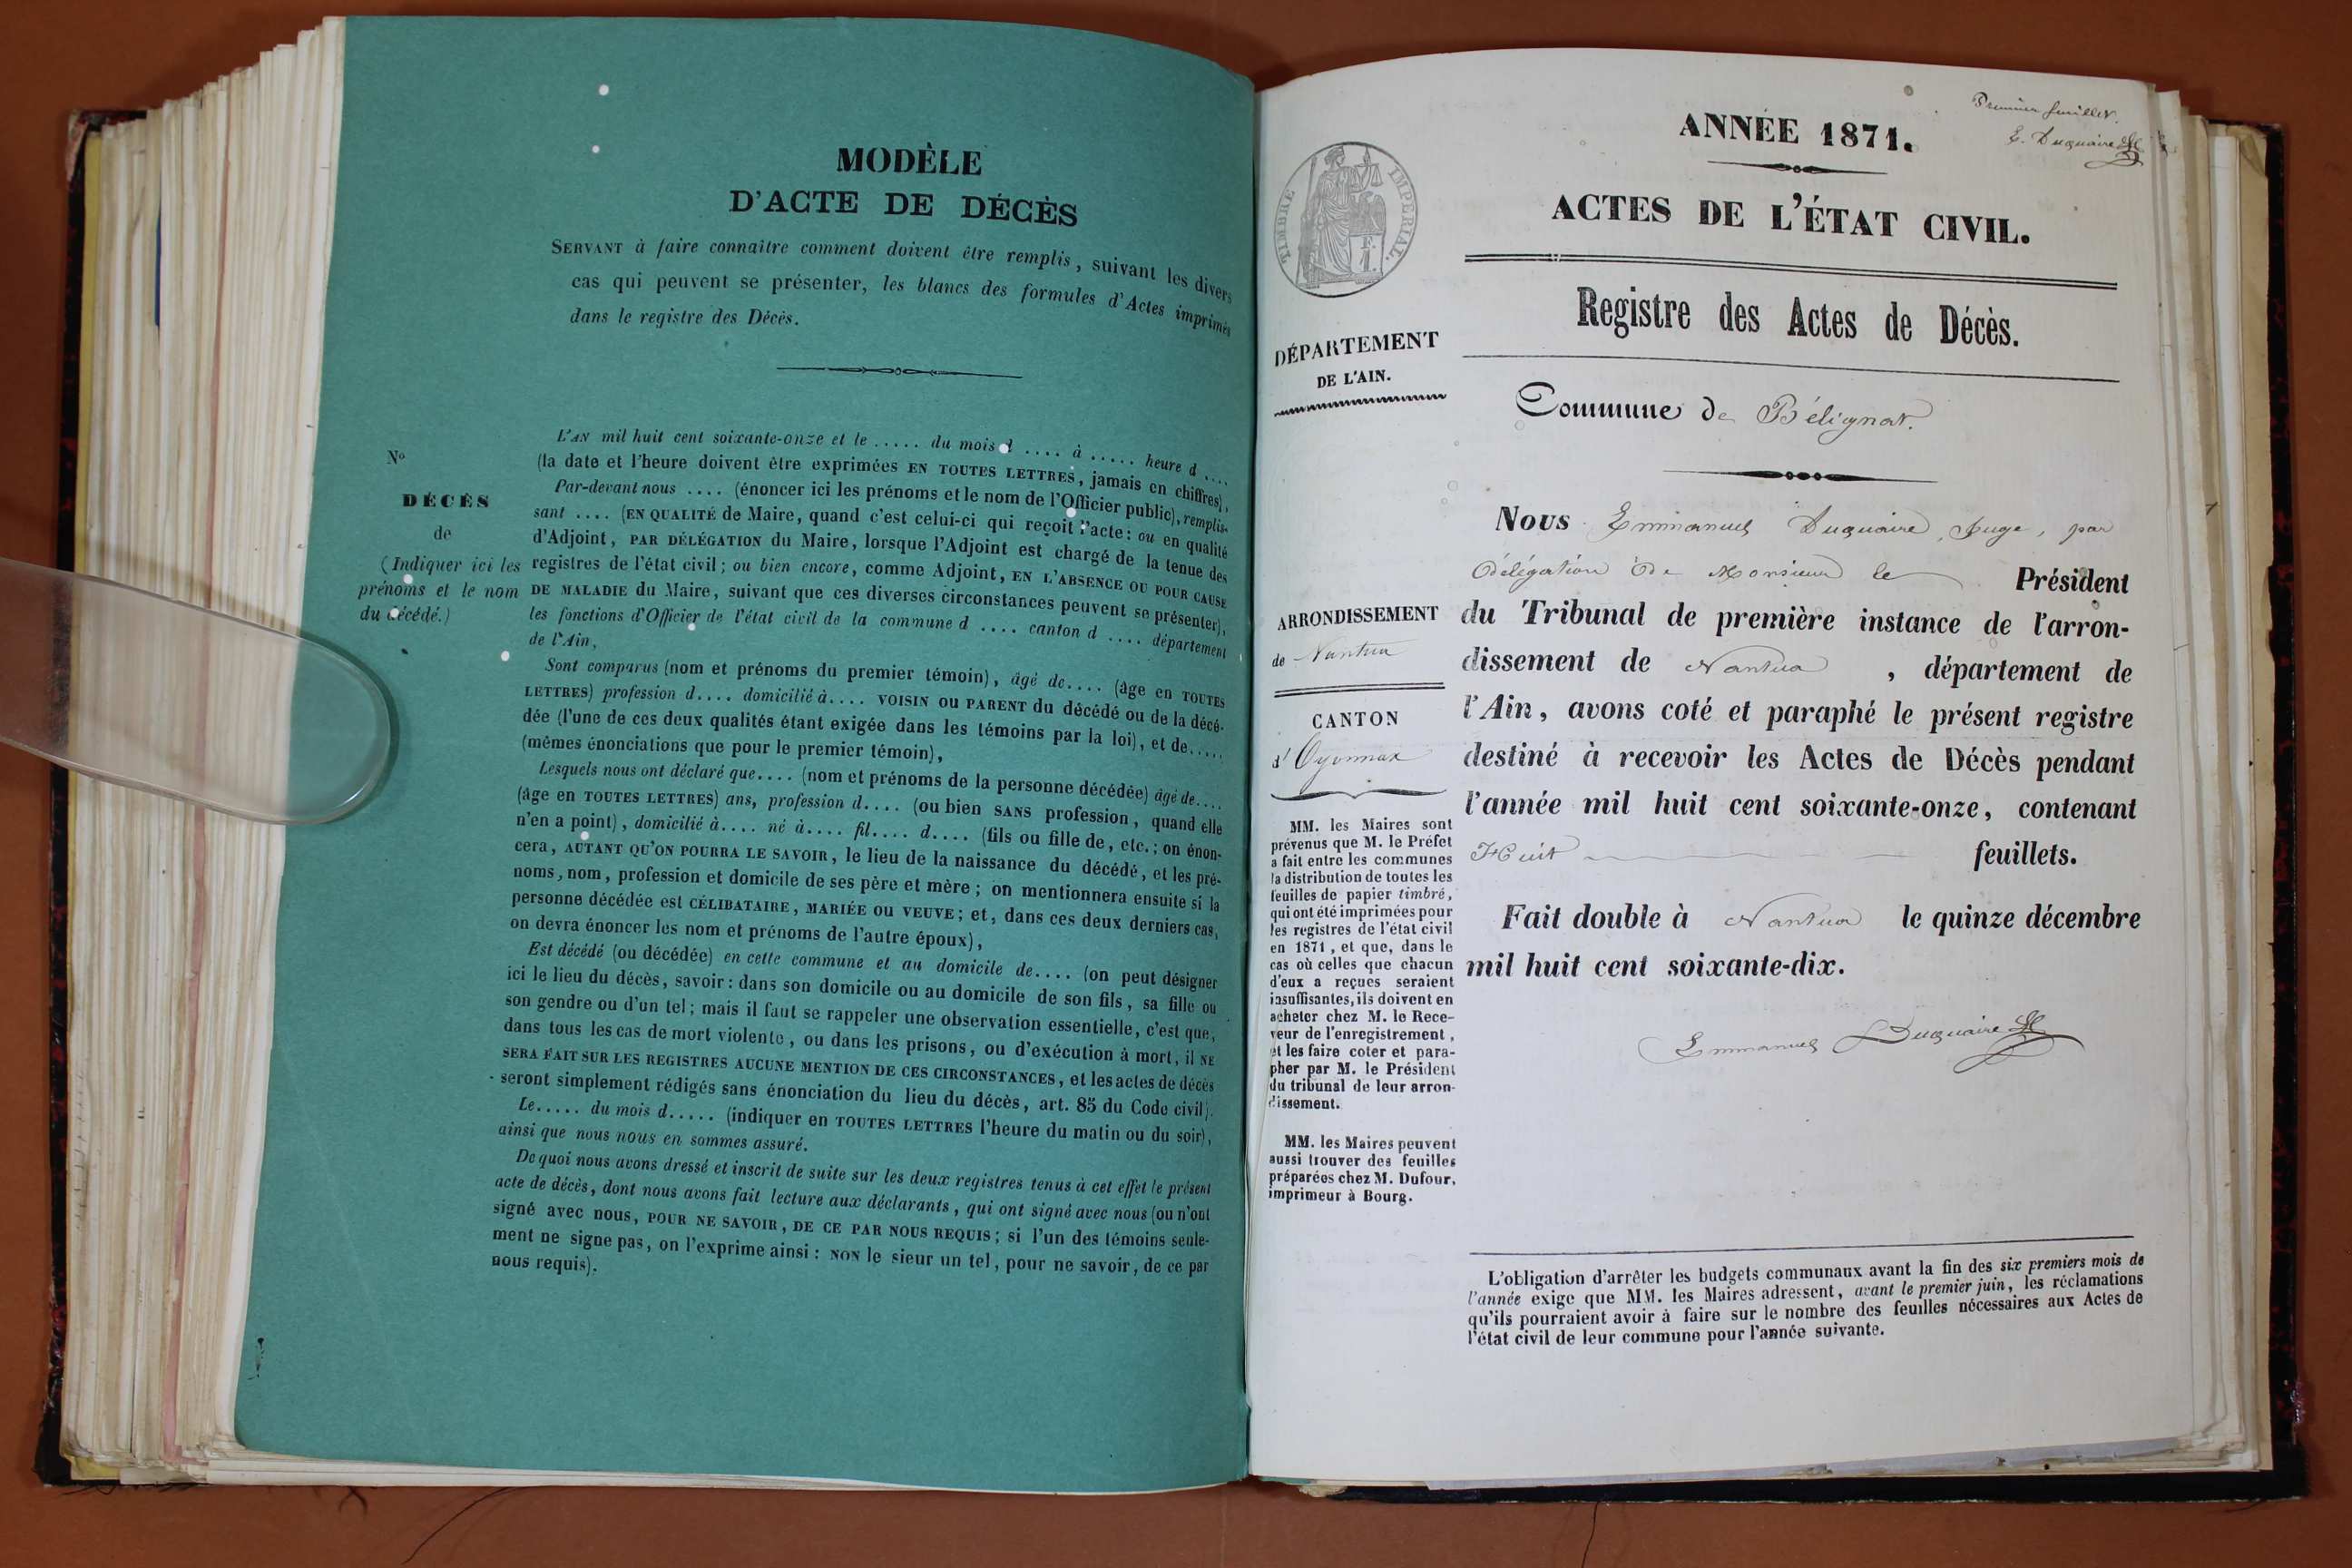 MODÈLE
D'ACTE DE DÉCÈS
SERVANT à faire connaître comment doivent être remplis, suivant les divers
cas qui peuvent se présenter, les blancs des formules d'Actes imprimés
dans le registre des Décès.
L'AN mil huit cent soixante-onze et le ..... du mois d .... à ..... heure d ....
(la date et l'heure doivent être exprimées EN TOUTES LETTRES, jamais en chiffres),
Par-devant nous .... (énoncer ici les prénoms et le nom de l'Officier public), remplis-
sant .... (EN QUALITÉ de Maire, quand c'est celui-ci qui reçoit l'acte: ou en qualité
d'Adjoint, PAR DÉLÉGATION du Maire, lorsque l'Adjoint est chargé de la tenue des
registres de l'état civil; ou bien encore, comme Adjoint, EN L'ABSENCE OU POUR CAUSE
DE MALADIE du Maire, suivant que ces diverses circonstances peuvent se présenter),
les fonctions d'Officier de l'état civil de la commune d .... canton d .... département
de l'Ain,
Sont comparus (nom et prénoms du premier témoin), âgé de.... (âge en TOUTES
LETTRES) profession d.... domicilié à.... VOISIN OU PARENT du décédé ou de la décé-
dée (l'une de ces deux qualités étant exigée dans les témoins par la loi), et de.....
(mêmes énonciations que pour le premier témoin),
Lesquels nous ont déclaré que.... (nom et prénoms de la personne décédée) âgé de....
(âge en TOUTES LETTRES) ans, profession d.... (ou bien SANS profession, quand elle
n'en a point), domicilié à.... né à.... fil.... d.... (fils ou fille de, etc.; on énon-
cera, AUTANT QU'ON POURRA LE SAVOIR, le lieu de la naissance du décédé, et les pré-
noms, nom, profession et domicile de ses père et mère; on mentionnera ensuite si la
personne décédée est CÉLIBATAIRE, MARIÉE OU VEUVE; et, dans ces deux derniers cas,
on devra énoncer les nom et prénoms de l'autre époux),
Est décédé (ou décédée) en cette commune et au domicile de.... (on peut désigner
ici le lieu du décès, savoir: dans son domicile ou au domicile de son fils, sa fille ou
son gendre ou d'un tel; mais il faut se rappeler une observation essentielle, c'est que,
dans tous les cas de mort violente, ou dans les prisons, ou d'exécution à mort, il NE
SERA FAIT SUR LES REGISTRES AUCUNE MENTION DE CES CIRCONSTANCES, et les actes de décès
seront simplement rédigés sans énonciation du lieu du décès, art. 85 du Code civil).
Le..... du mois d..... (indiquer en TOUTES LETTRES l'heure du matin ou du soir),
ainsi que nous nous en sommes assuré.
De quoi nous avons dressé et inscrit de suite sur les deux registres tenus à cet effet le présent
acte de décès, dont nous avons fait lecture aux déclarants, qui ont signé avec nous (ou n'ont
signé avec nous, POUR NE SAVOIR, DE CE PAR NOUS REQUIS; si l'un des témoins seule-
ment ne signe pas, on l'exprime ainsi: NON le sieur un tel, pour ne savoir, de ce par
nous requis).
N°
DÉCÈS
de
(Indiquer ici les
prénoms et le nom
du décédé.)
Premier feuillet.
E. Duquaire
ANNÉE 1871.
ACTES DE L'ÉTAT CIVIL.
Registre des Actes de Décès.
Commune de Bélignat.
TIMBRE IMPÉRIAL.
F.
1.
DÉPARTEMENT
DE L'AIN.
ARRONDISSEMENT
de Nantua
CANTON
d'Oyonnax
MM. les Maires sont
prévenus que M. le Préfet
a fait entre les communes
la distribution de toutes les
feuilles de papier timbré,
qui ont été imprimées pour
les registres de l'état civil
en 1871, et que, dans le
cas où celles que chacun
d'eux a reçues seraient
insuffisantes, ils doivent en
acheter chez M. le Rece-
veur de l'enregistrement,
et les faire coter et para-
pher par M. le Président
du tribunal de leur arron-
dissement.
MM. les Maires peuvent
aussi trouver des feuilles
préparées chez M. Dufour,
imprimeur à Bourg.
Nous Emmanuel Duquaire, Juge, par
délégation de Monsieur le Président
du Tribunal de première instance de l'arron-
dissement de Nantua, département de
l'Ain, avons coté et paraphé le présent registre
destiné à recevoir les Actes de Décès pendant
l'année mil huit cent soixante-onze, contenant
Huit feuillets.
Fait double à Nantua le quinze décembre
mil huit cent soixante-dix.
Emmanuel Duquaire
L'obligation d'arrêter les budgets communaux avant la fin des six premiers mois de
l'année exige que MM. les Maires adressent, avant le premier juin, les réclamations
qu'ils pourraient avoir à faire sur le nombre des feuilles nécessaires aux Actes de
l'état civil de leur commune pour l'année suivante.